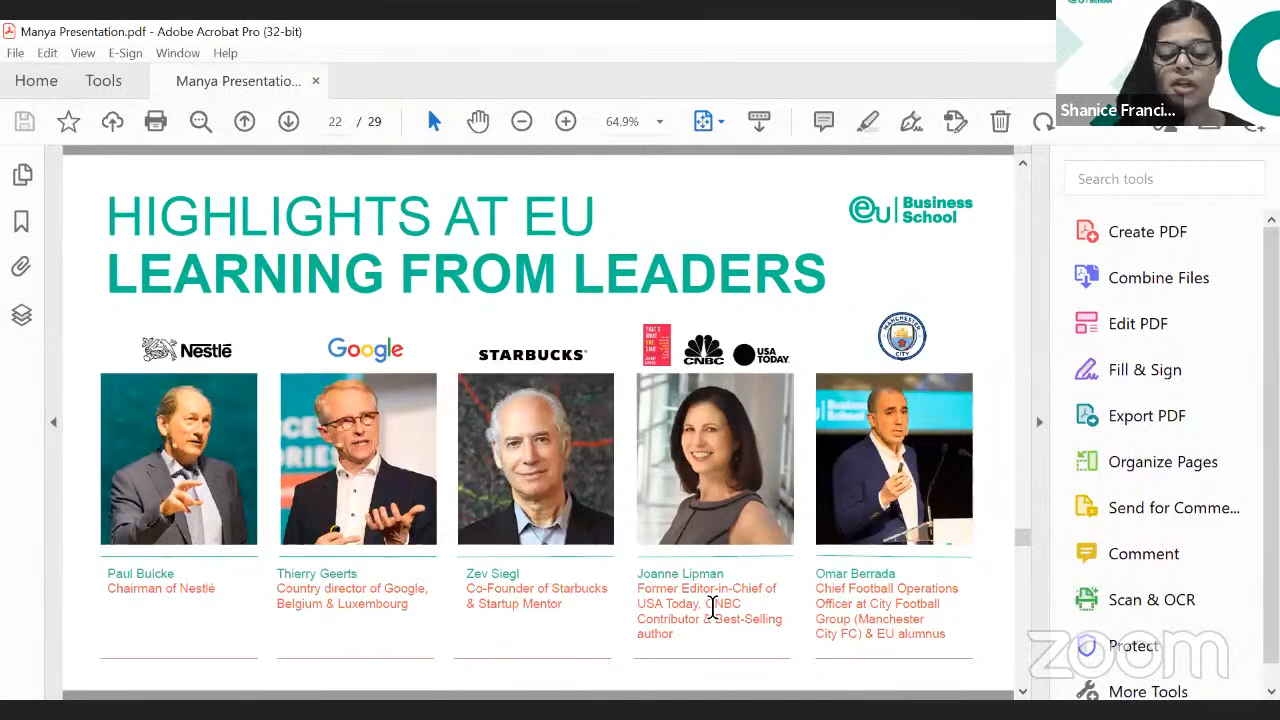 Manya Presentation.pdf - Adobe Acrobat Pro (32-bit)
File Edit View E-Sign Window Help
Home Tools Manya Presentatio... ×
22 / 29 64.9%
Shanice Franci...
HIGHLIGHTS AT EU
LEARNING FROM LEADERS
eu Business
School
Nestlé Google STARBUCKS CNBC USA TODAY MANCHESTER CITY
Paul Bulcke
Chairman of Nestlé
Thierry Geerts
Country director of Google,
Belgium & Luxembourg
Zev Siegl
Co-Founder of Starbucks
& Startup Mentor
Joanne Lipman
Former Editor-in-Chief of
USA Today, CNBC
Contributor & Best-Selling
author
Omar Berrada
Chief Football Operations
Officer at City Football
Group (Manchester
City FC) & EU alumnus
Search tools
Create PDF
Combine Files
Edit PDF
Fill & Sign
Export PDF
Organize Pages
Send for Comme...
Comment
Scan & OCR
Protect
More Tools
zoom